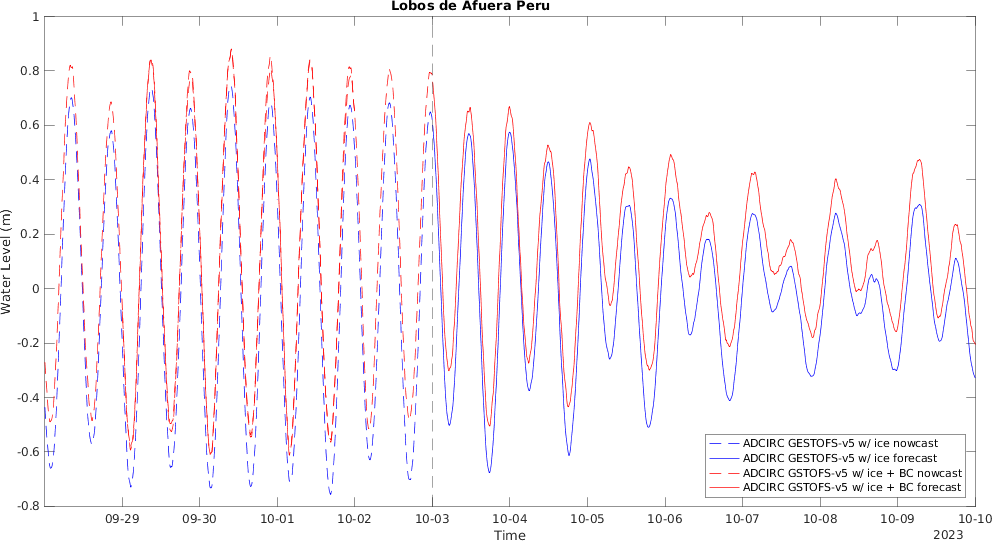 Lobos de Afuera Peru
1
0.8
0.6
0.4
0.2
0
-0.2
-0.4
-0.6
-0.8
Water Level (m)
ADCIRC GESTOFS-v5 w/ ice nowcast
ADCIRC GESTOFS-v5 w/ ice forecast
ADCIRC GSTOFS-v5 w/ ice + BC nowcast
ADCIRC GSTOFS-v5 w/ ice + BC forecast
09-29 09-30 10-01 10-02 10-03 10-04 10-05 10-06 10-07 10-08 10-09 10-10
Time
2023